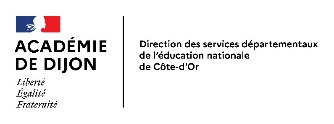 ACADÉMIE
DE DIJON
Liberté
Égalité
Fraternité
Direction des services départementaux
de l'éducation nationale
de Côte-d'Or